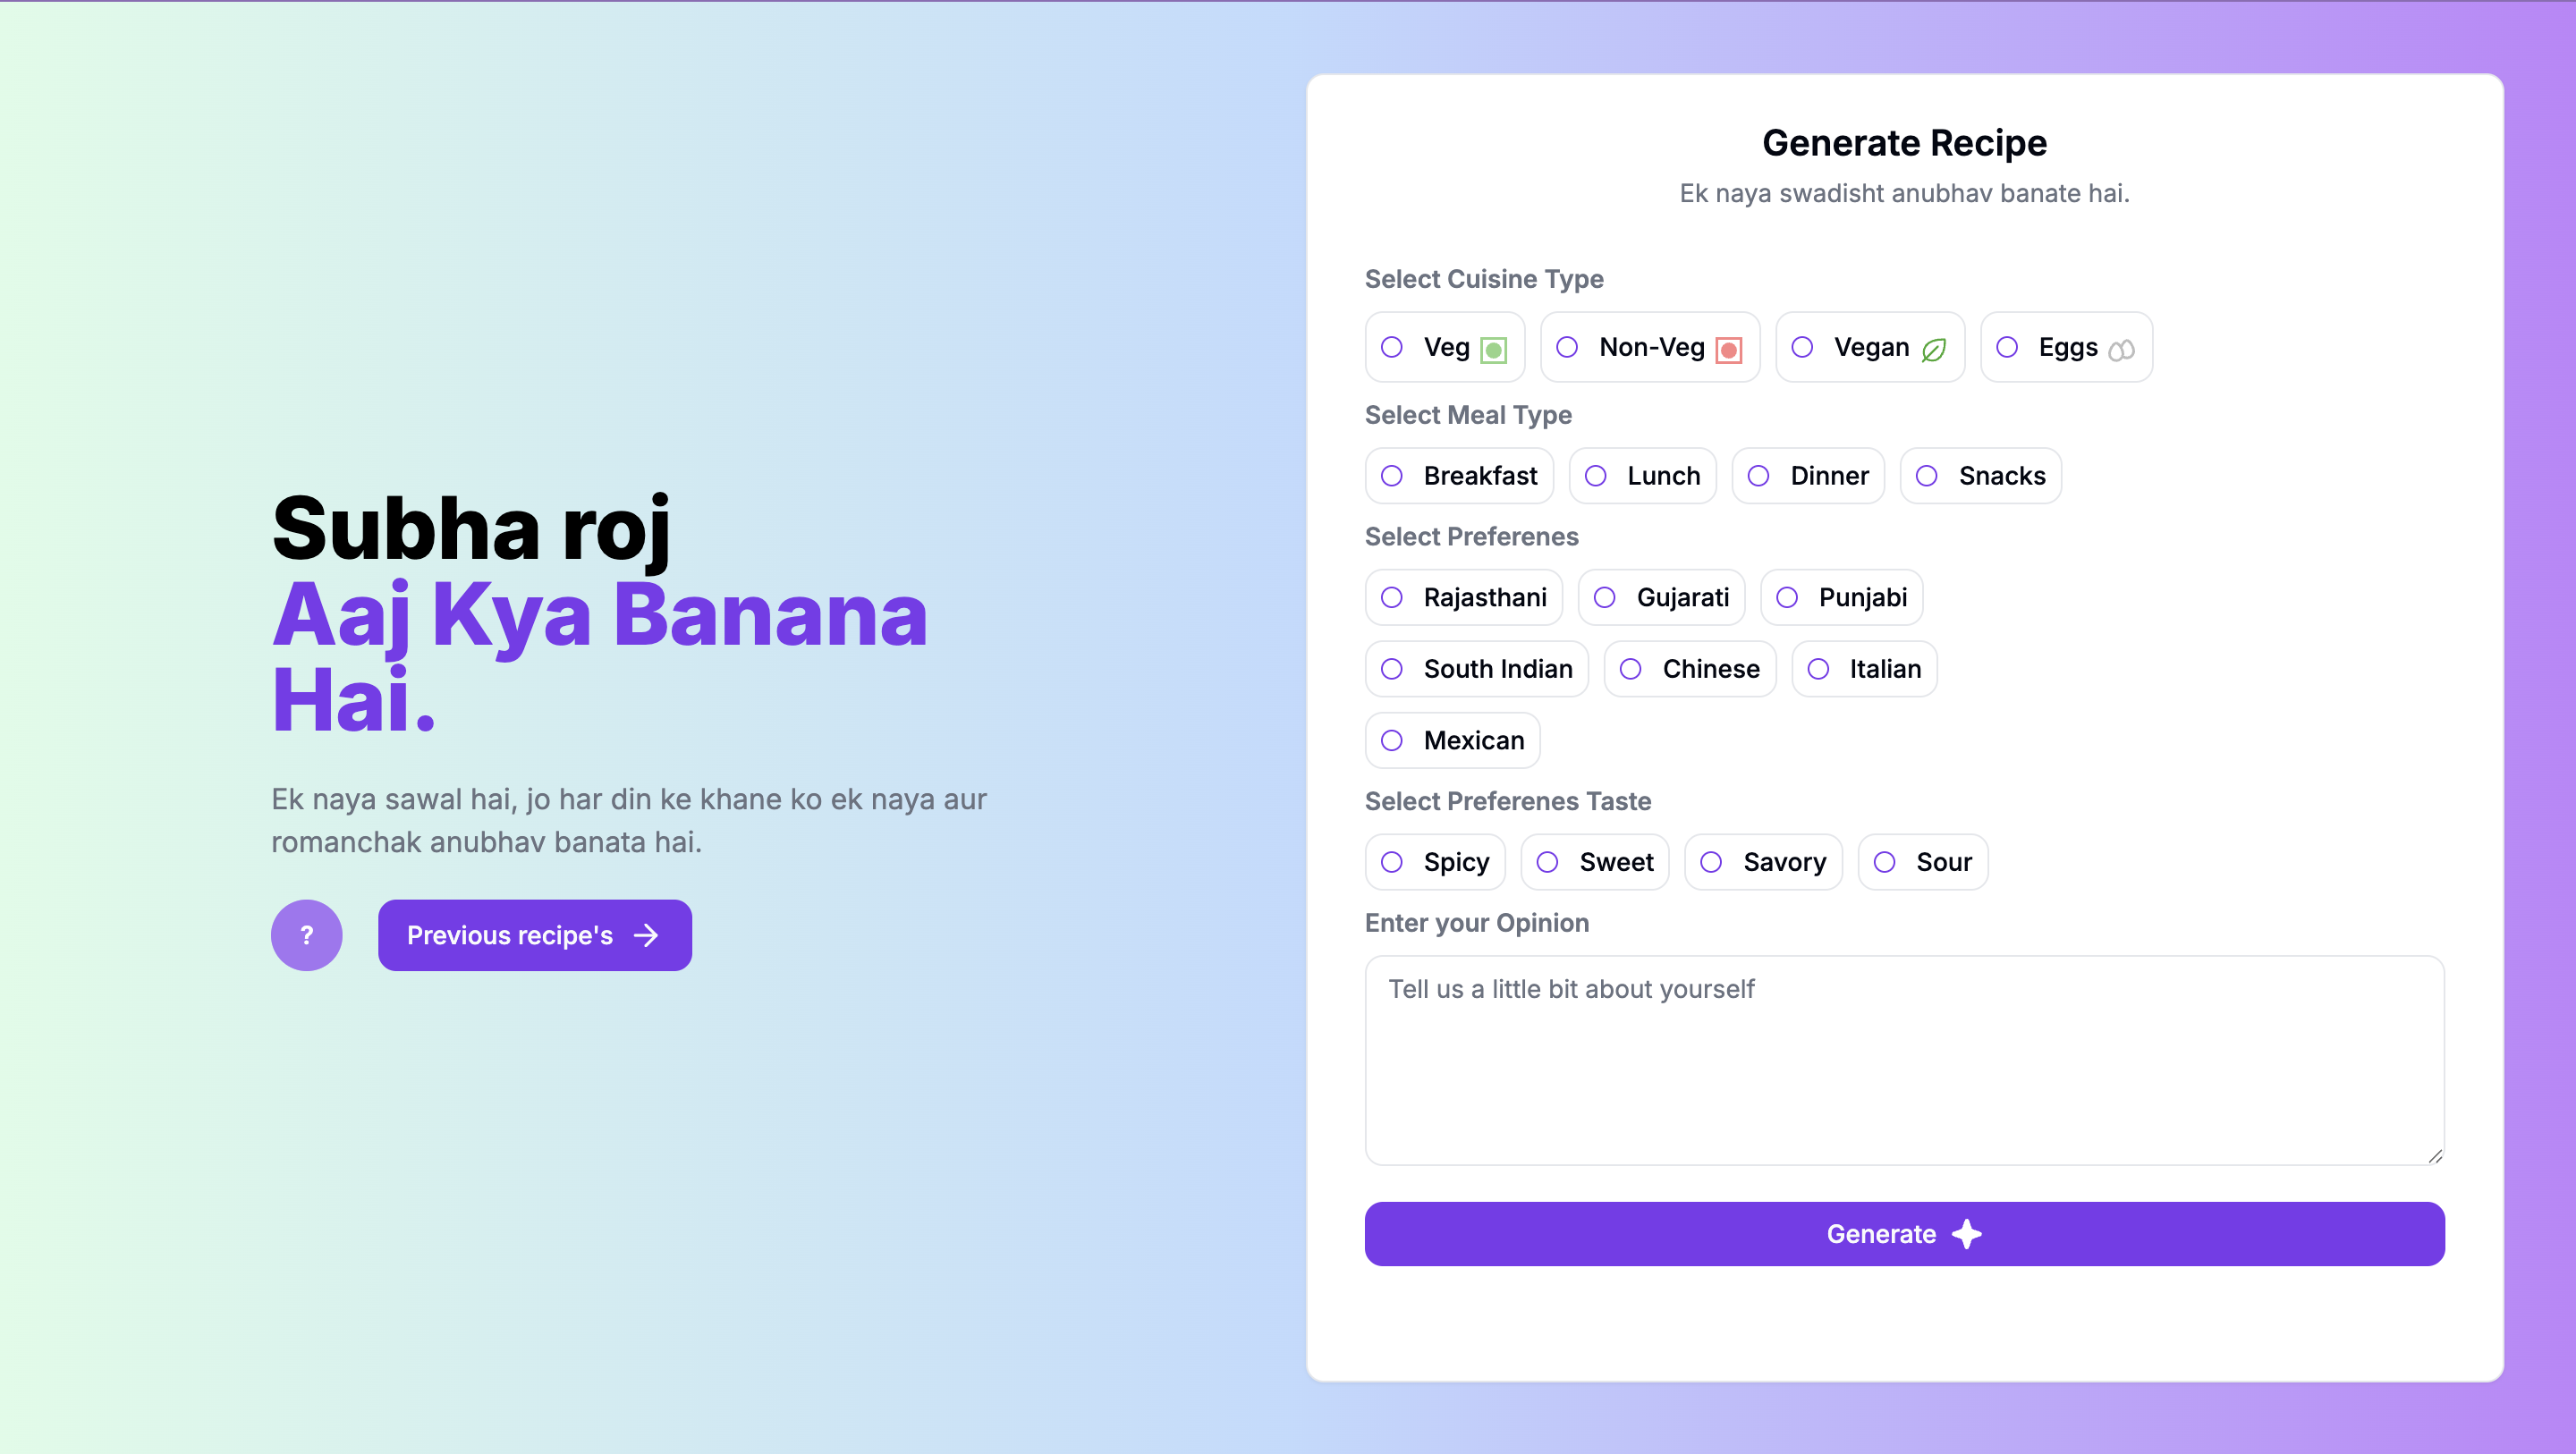 Subha roj
Aaj Kya Banana
Hai.
Ek naya sawal hai, jo har din ke khane ko ek naya aur
romanchak anubhav banata hai.
?
Previous recipe's
Generate Recipe
Ek naya swadisht anubhav banate hai.
Select Cuisine Type
Veg Non-Veg Vegan Eggs
Select Meal Type
Breakfast Lunch Dinner Snacks
Select Preferenes
Rajasthani Gujarati Punjabi
South Indian Chinese Italian
Mexican
Select Preferenes Taste
Spicy Sweet Savory Sour
Enter your Opinion
Tell us a little bit about yourself
Generate